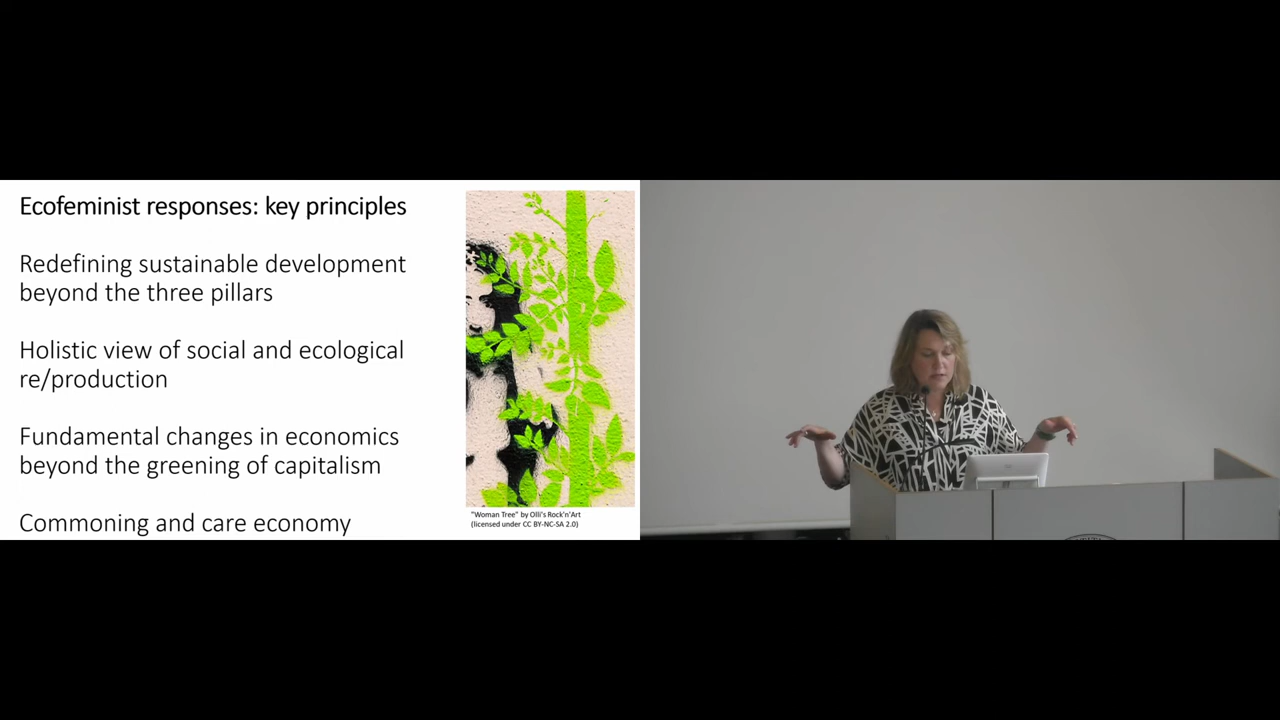 Ecofeminist responses: key principles
Redefining sustainable development
beyond the three pillars
Holistic view of social and ecological
re/production
Fundamental changes in economics
beyond the greening of capitalism
Commoning and care economy
"Woman Tree" by Olli's Rock'n'Art
(licensed under CC BY-NC-SA 2.0)